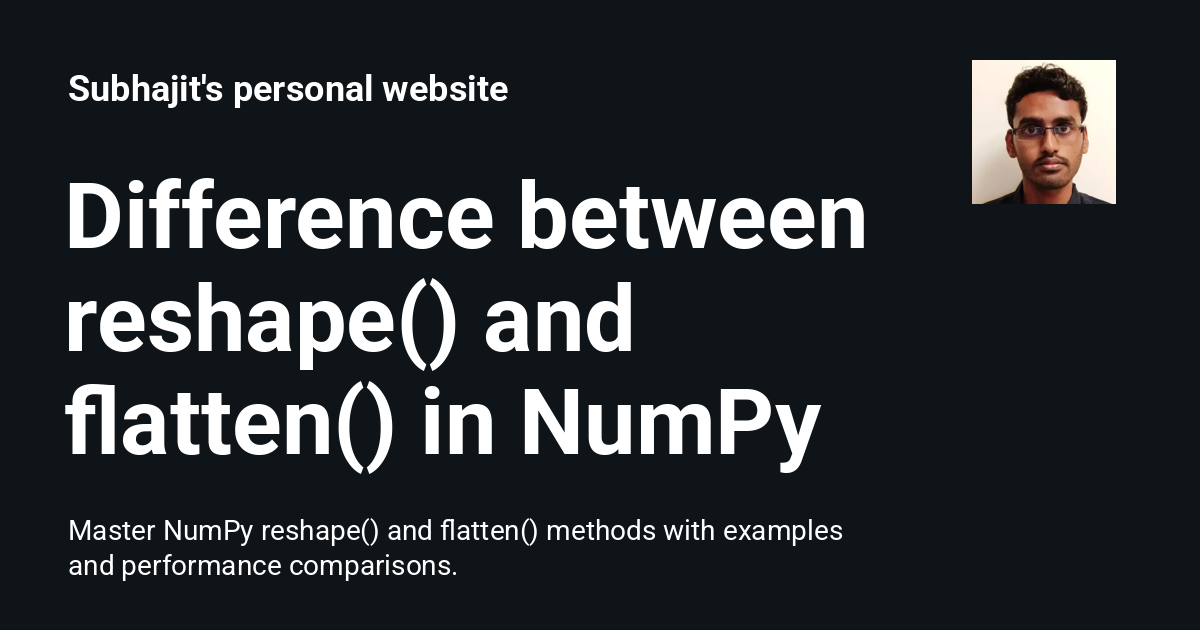 Subhajit's personal website
Difference between
reshape() and
flatten() in NumPy
Master NumPy reshape() and flatten() methods with examples
and performance comparisons.